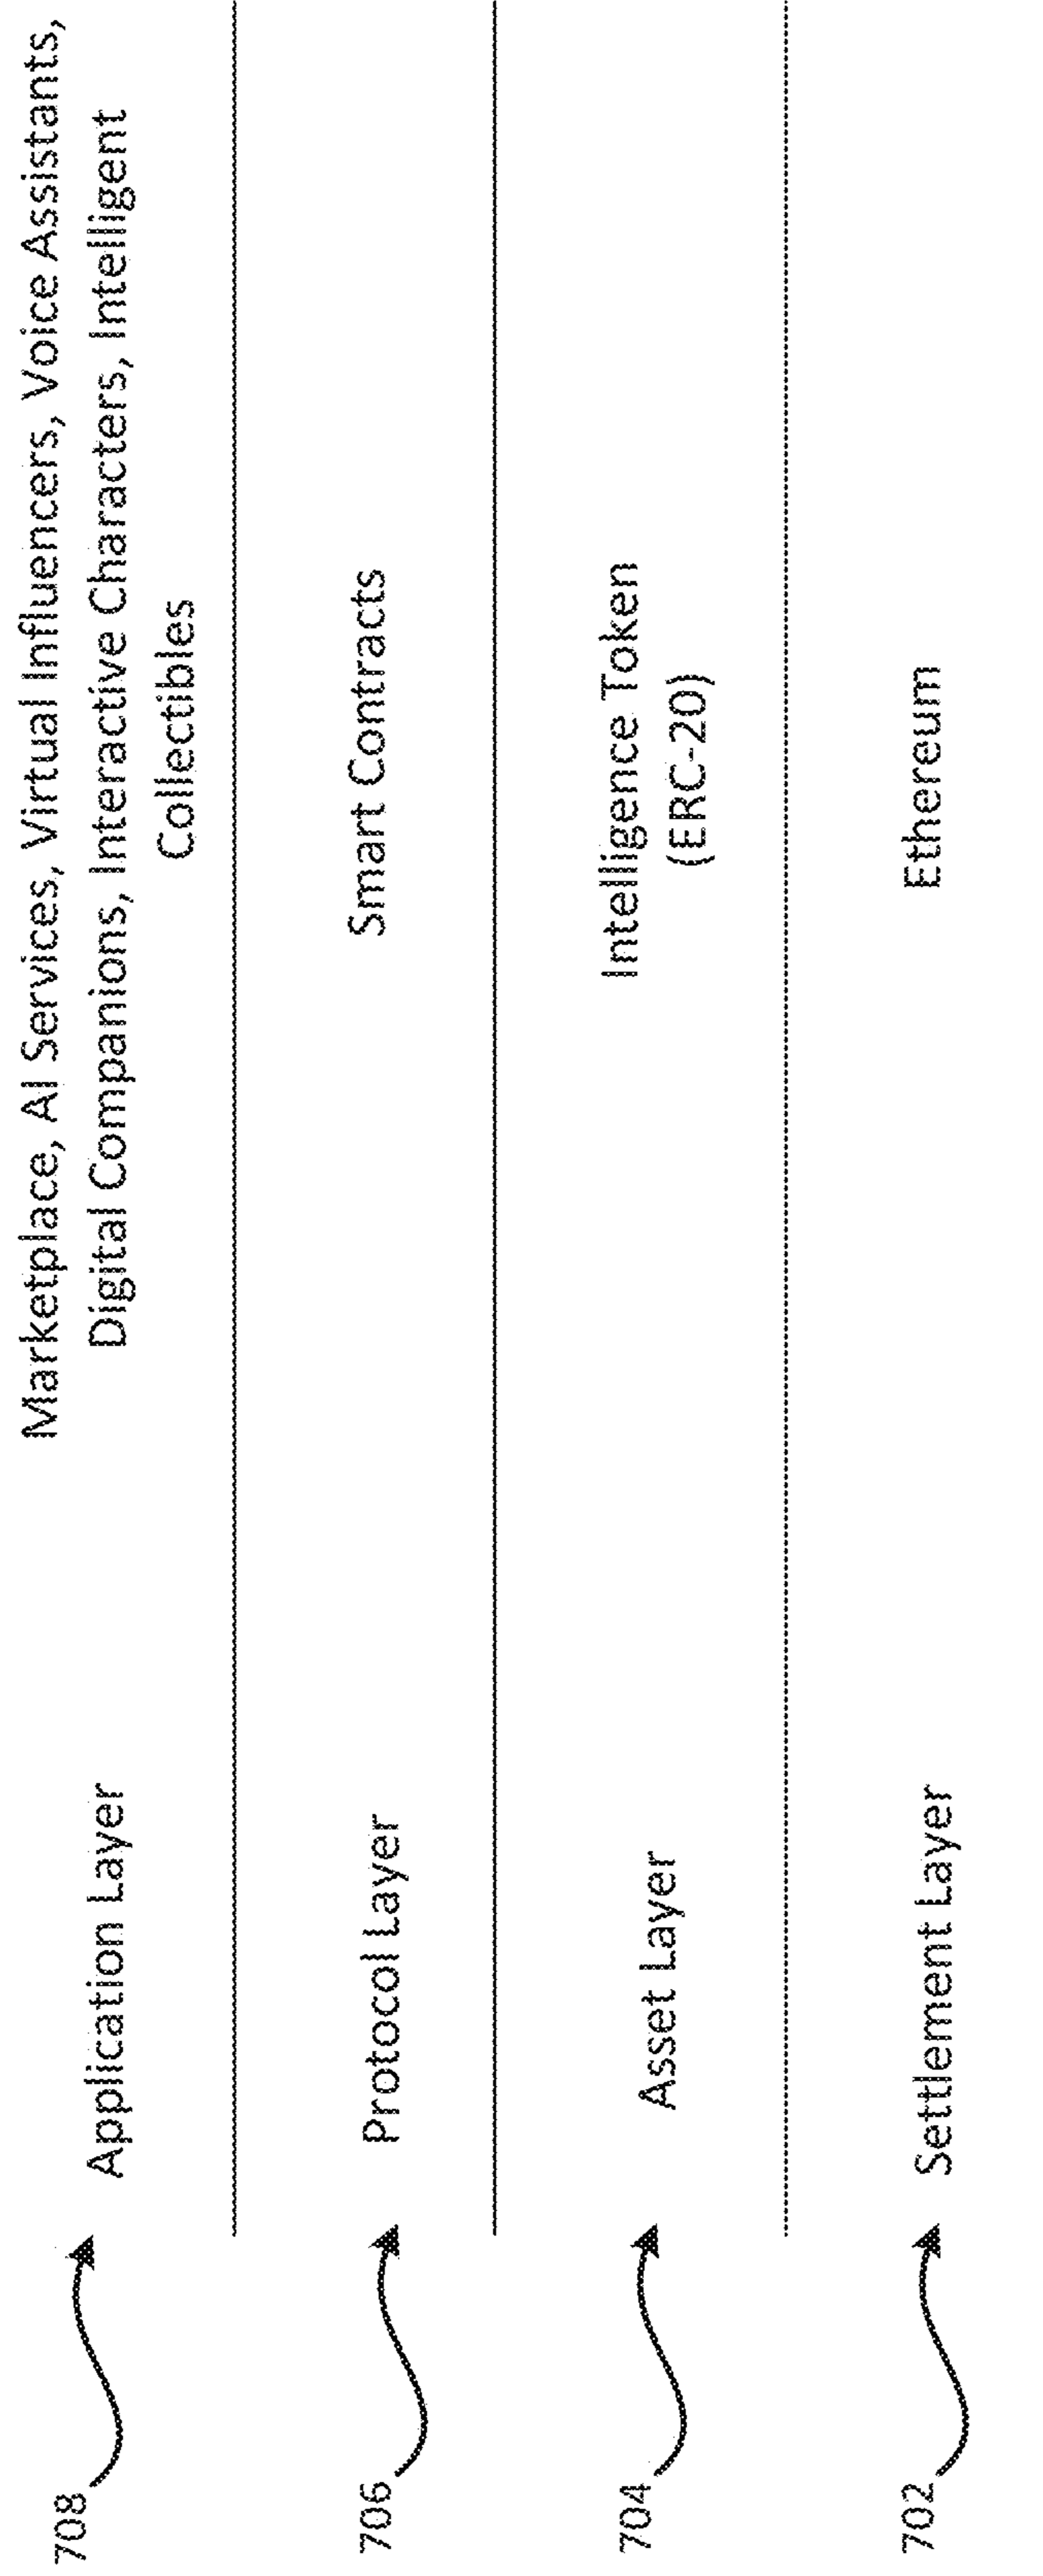 708
Application Layer
Marketplace, AI Services, Virtual Influencers, Voice Assistants,
Digital Companions, Interactive Characters, Intelligent
Collectibles
706
Protocol Layer
Smart Contracts
704
Asset Layer
Intelligence Token
(ERC-20)
702
Settlement Layer
Ethereum